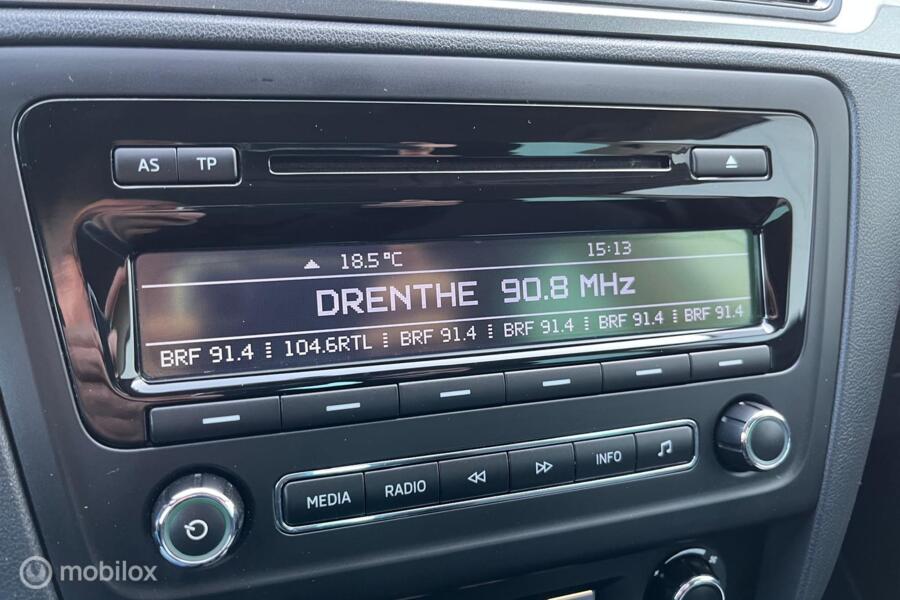 AS TP
18.5°C 15:13
DRENTHE 90.8 MHz
BRF 91.4 104.6RTL BRF 91.4 BRF 91.4 BRF 91.4 BRF 91.4
MEDIA RADIO INFO
mobilox